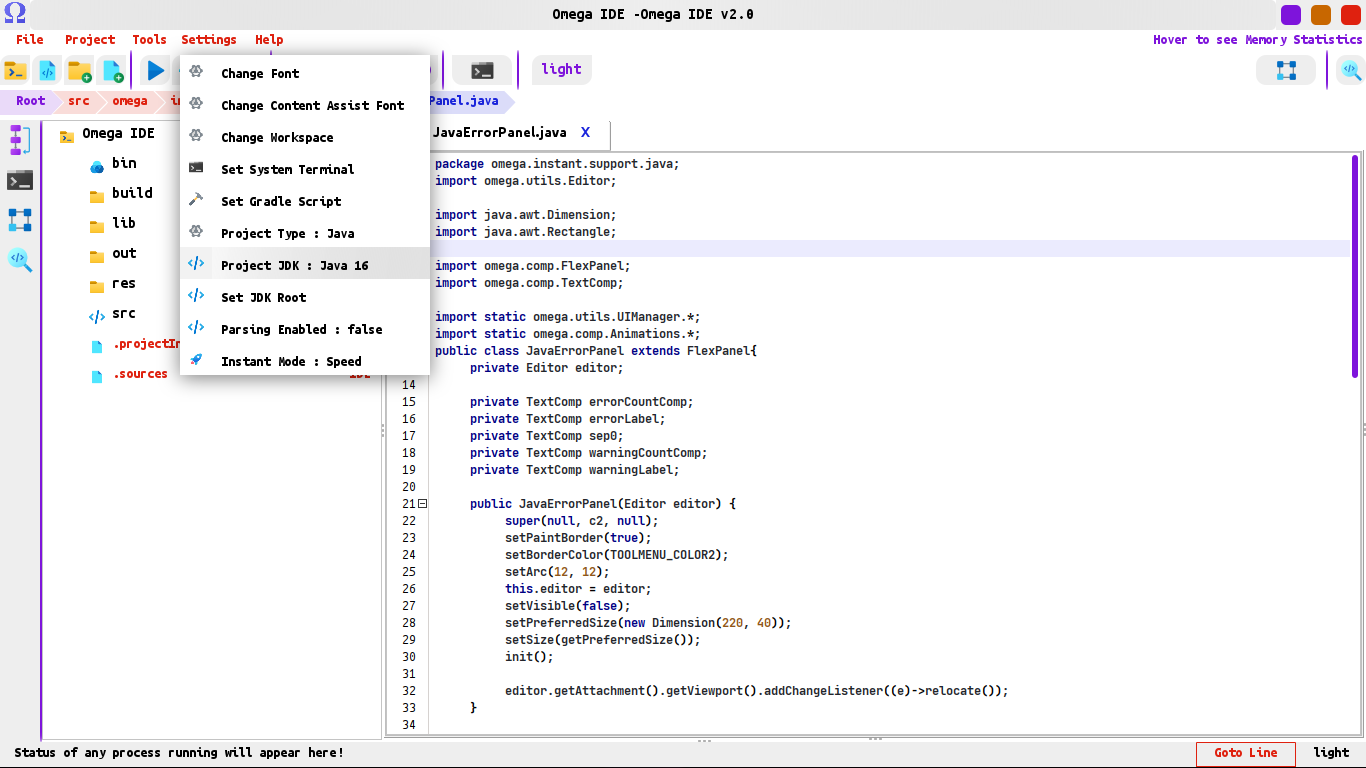 Omega IDE -Omega IDE v2.0
File Project Tools Settings Help
Hover to see Memory Statistics
light
Root src omega
Panel.java
Change Font
Change Content Assist Font
Change Workspace
Set System Terminal
Set Gradle Script
Project Type : Java
Project JDK : Java 16
Set JDK Root
Parsing Enabled : false
Instant Mode : Speed
Omega IDE
bin
build
lib
out
res
src
.projectIn
.sources
IDE
JavaErrorPanel.java X
package omega.instant.support.java;
import omega.utils.Editor;
import java.awt.Dimension;
import java.awt.Rectangle;
import omega.comp.FlexPanel;
import omega.comp.TextComp;
import static omega.utils.UIManager.*;
import static omega.comp.Animations.*;
public class JavaErrorPanel extends FlexPanel{
private Editor editor;
14
15 private TextComp errorCountComp;
16 private TextComp errorLabel;
17 private TextComp sep0;
18 private TextComp warningCountComp;
19 private TextComp warningLabel;
20
21 public JavaErrorPanel(Editor editor) {
22 super(null, c2, null);
23 setPaintBorder(true);
24 setBorderColor(TOOLMENU_COLOR2);
25 setArc(12, 12);
26 this.editor = editor;
27 setVisible(false);
28 setPreferredSize(new Dimension(220, 40));
29 setSize(getPreferredSize());
30 init();
31
32 editor.getAttachment().getViewport().addChangeListener((e)->relocate());
33 }
34
Status of any process running will appear here!
Goto Line
light